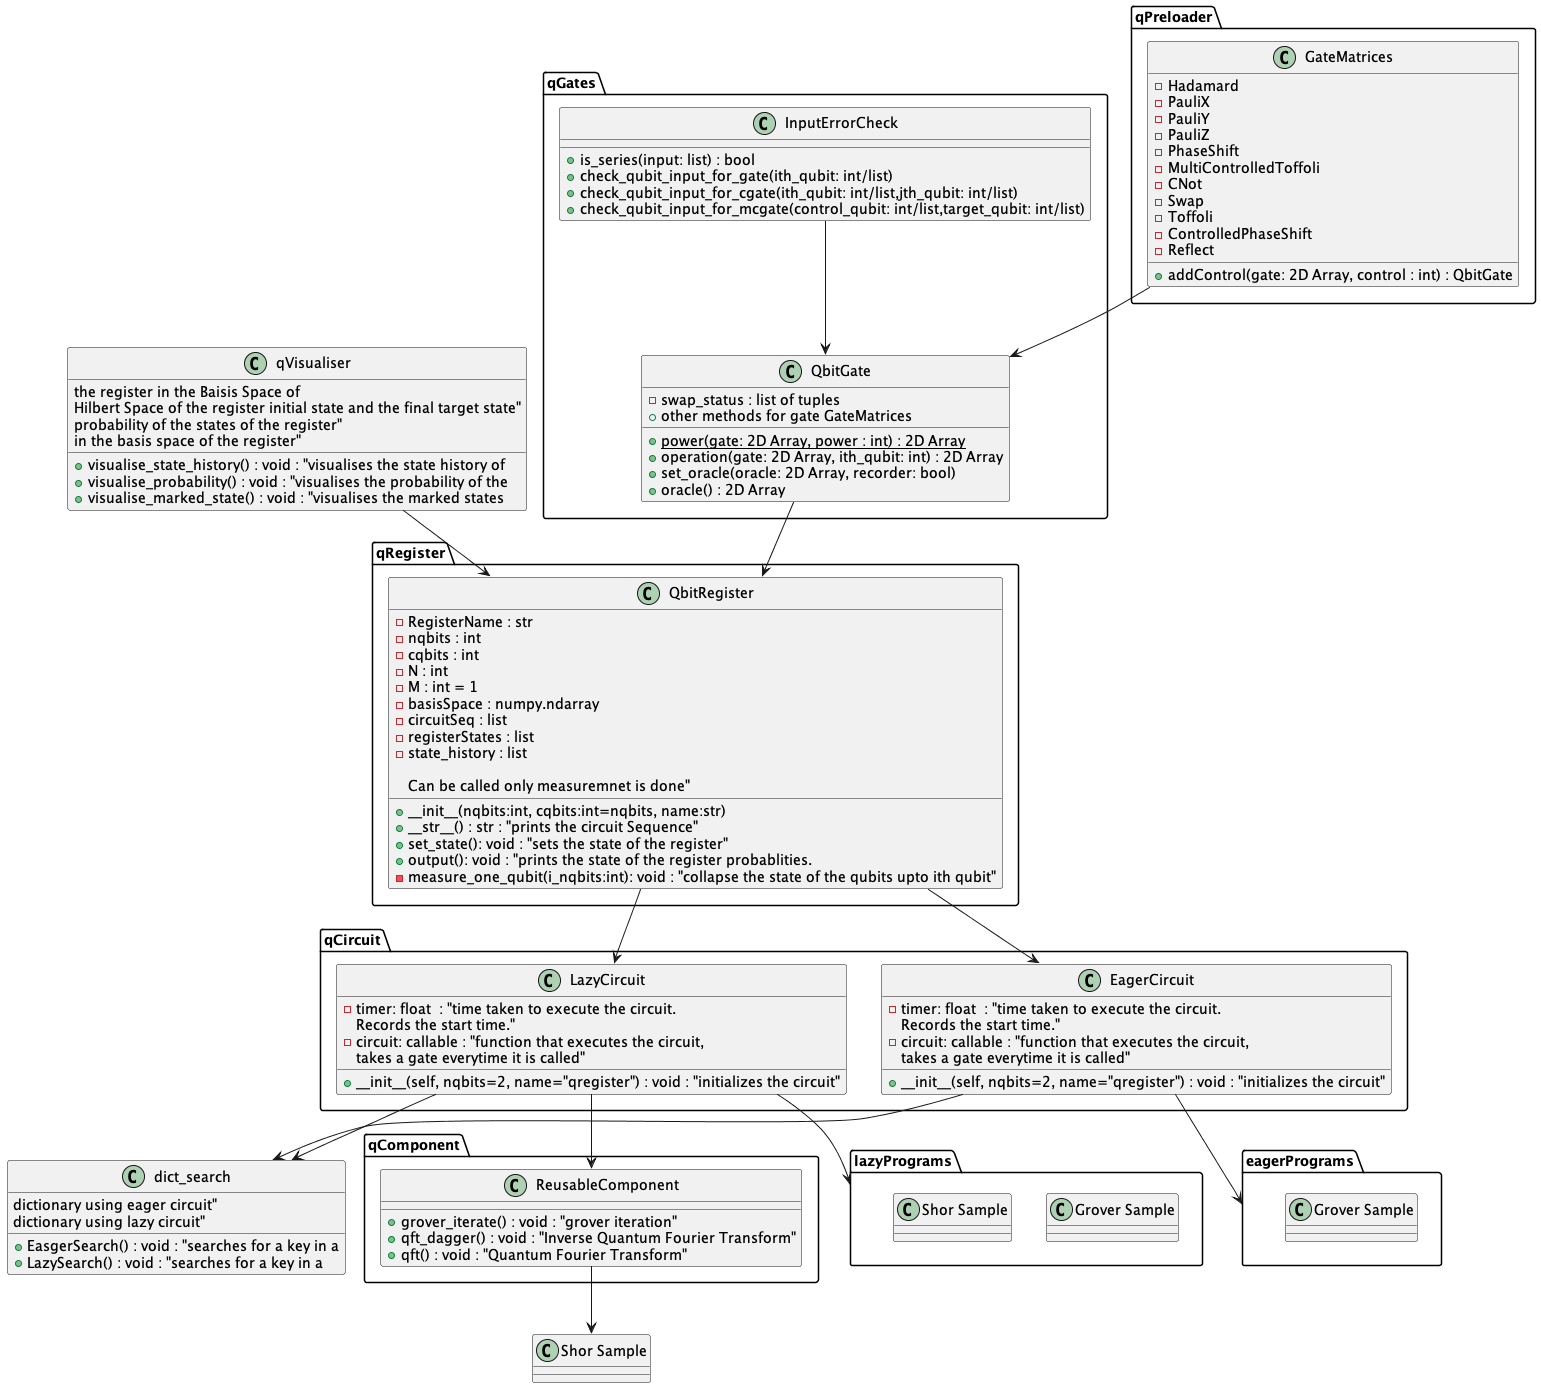 qPreloader
C GateMatrices
Hadamard
PauliX
PauliY
PauliZ
PhaseShift
MultiControlledToffoli
CNot
Swap
Toffoli
ControlledPhaseShift
Reflect
addControl(gate: 2D Array, control : int) : QbitGate
qGates
C InputErrorCheck
is_series(input: list) : bool
check_qubit_input_for_gate(ith_qubit: int/list)
check_qubit_input_for_cgate(ith_qubit: int/list,jth_qubit: int/list)
check_qubit_input_for_mcgate(control_qubit: int/list,target_qubit: int/list)
C QbitGate
swap_status : list of tuples
other methods for gate GateMatrices
power(gate: 2D Array, power : int) : 2D Array
operation(gate: 2D Array, ith_qubit: int) : 2D Array
set_oracle(oracle: 2D Array, recorder: bool)
oracle() : 2D Array
C qVisualiser
the register in the Baisis Space of
Hilbert Space of the register initial state and the final target state"
probability of the states of the register"
in the basis space of the register"
visualise_state_history() : void : "visualises the state history of
visualise_probability() : void : "visualises the probability of the
visualise_marked_state() : void : "visualises the marked states
qRegister
C QbitRegister
RegisterName : str
nqbits : int
cqbits : int
N : int
M : int = 1
basisSpace : numpy.ndarray
circuitSeq : list
registerStates : list
state_history : list
Can be called only measuremnet is done"
__init__(nqbits:int, cqbits:int=nqbits, name:str)
__str__() : str : "prints the circuit Sequence"
set_state(): void : "sets the state of the register"
output(): void : "prints the state of the register probablities.
measure_one_qubit(i_nqbits:int): void : "collapse the state of the qubits upto ith qubit"
qCircuit
C LazyCircuit
timer: float  : "time taken to execute the circuit.
Records the start time."
circuit: callable : "function that executes the circuit,
takes a gate everytime it is called"
__init__(self, nqbits=2, name="qregister") : void : "initializes the circuit"
C EagerCircuit
timer: float  : "time taken to execute the circuit.
Records the start time."
circuit: callable : "function that executes the circuit,
takes a gate everytime it is called"
__init__(self, nqbits=2, name="qregister") : void : "initializes the circuit"
C dict_search
dictionary using eager circuit"
dictionary using lazy circuit"
EasgerSearch() : void : "searches for a key in a
LazySearch() : void : "searches for a key in a
qComponent
C ReusableComponent
grover_iterate() : void : "grover iteration"
qft_dagger() : void : "Inverse Quantum Fourier Transform"
qft() : void : "Quantum Fourier Transform"
lazyPrograms
C Shor Sample
C Grover Sample
eagerPrograms
C Grover Sample
C Shor Sample